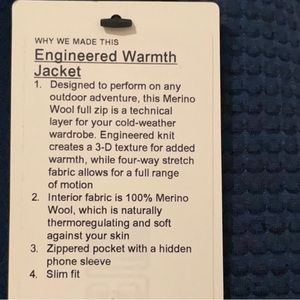 WHY WE MADE THIS
Engineered Warmth
Jacket
1. Designed to perform on any
outdoor adventure, this Merino
Wool full zip is a technical
layer for your cold-weather
wardrobe. Engineered knit
creates a 3-D texture for added
warmth, while four-way stretch
fabric allows for a full range
of motion
2. Interior fabric is 100% Merino
Wool, which is naturally
thermoregulating and soft
against your skin
3. Zippered pocket with a hidden
phone sleeve
4. Slim fit